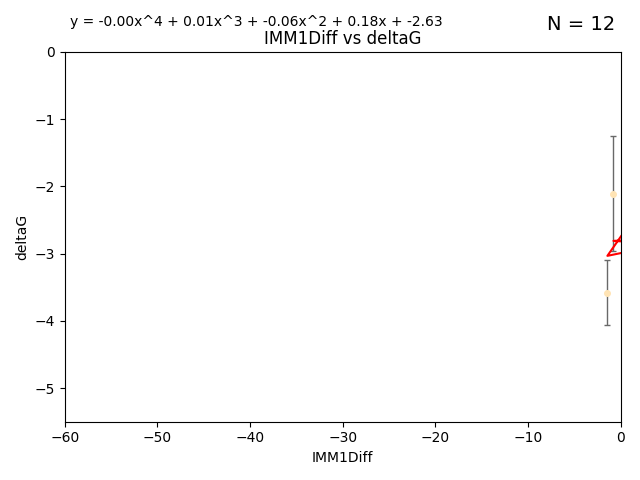 y = -0.00x^4 + 0.01x^3 + -0.06x^2 + 0.18x + -2.63
N = 12
IMM1Diff vs deltaG
0
−1
−2
−3
−4
−5
deltaG
−60 −50 −40 −30 −20 −10 0
IMM1Diff